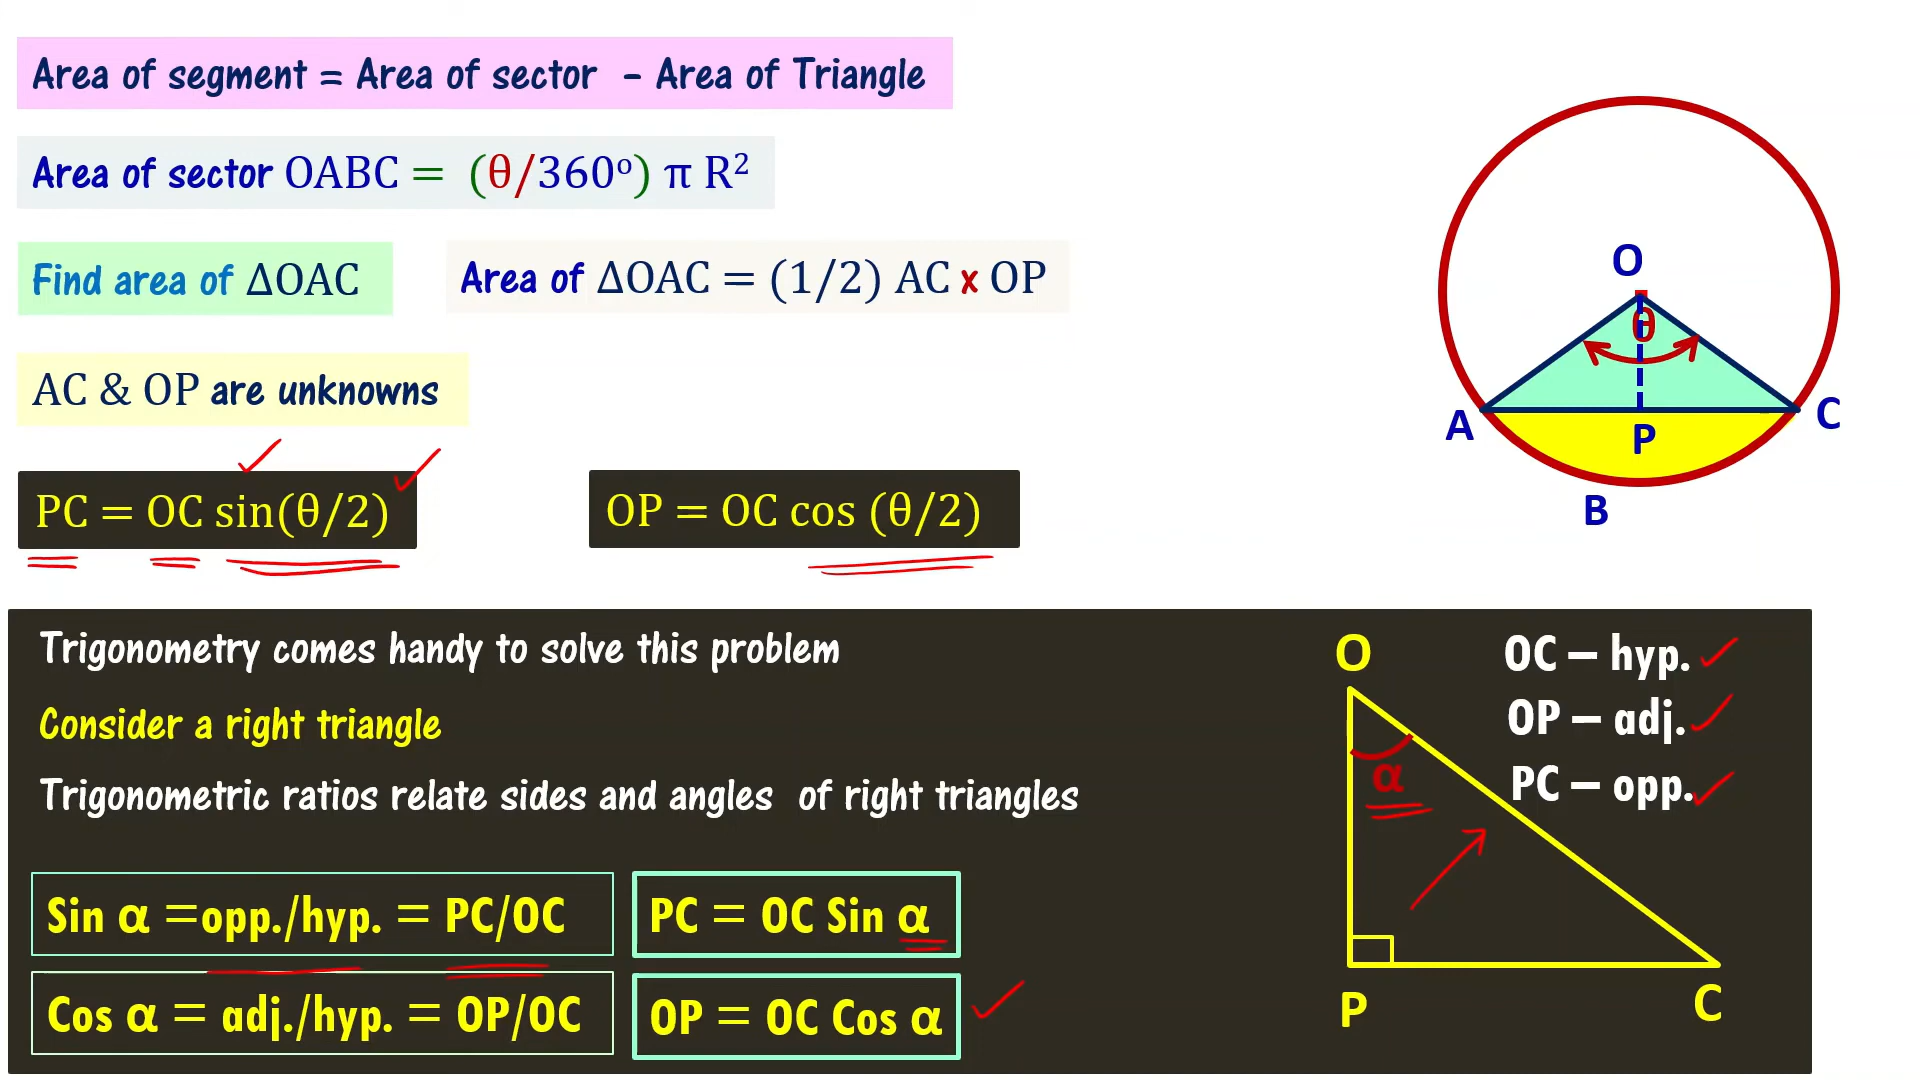 Area of segment = Area of sector – Area of Triangle
Area of sector OABC = (θ/360º) π R²
Find area of ΔOAC
Area of ΔOAC = (1/2) AC x OP
AC & OP are unknowns
PC = OC sin(θ/2)
OP = OC cos (θ/2)
O
θ
A
P
C
B
Trigonometry comes handy to solve this problem
Consider a right triangle
Trigonometric ratios relate sides and angles of right triangles
Sin α =opp./hyp. = PC/OC
PC = OC Sin α
Cos α = adj./hyp. = OP/OC
OP = OC Cos α
O
α
P
C
OC – hyp.
OP – adj.
PC – opp.